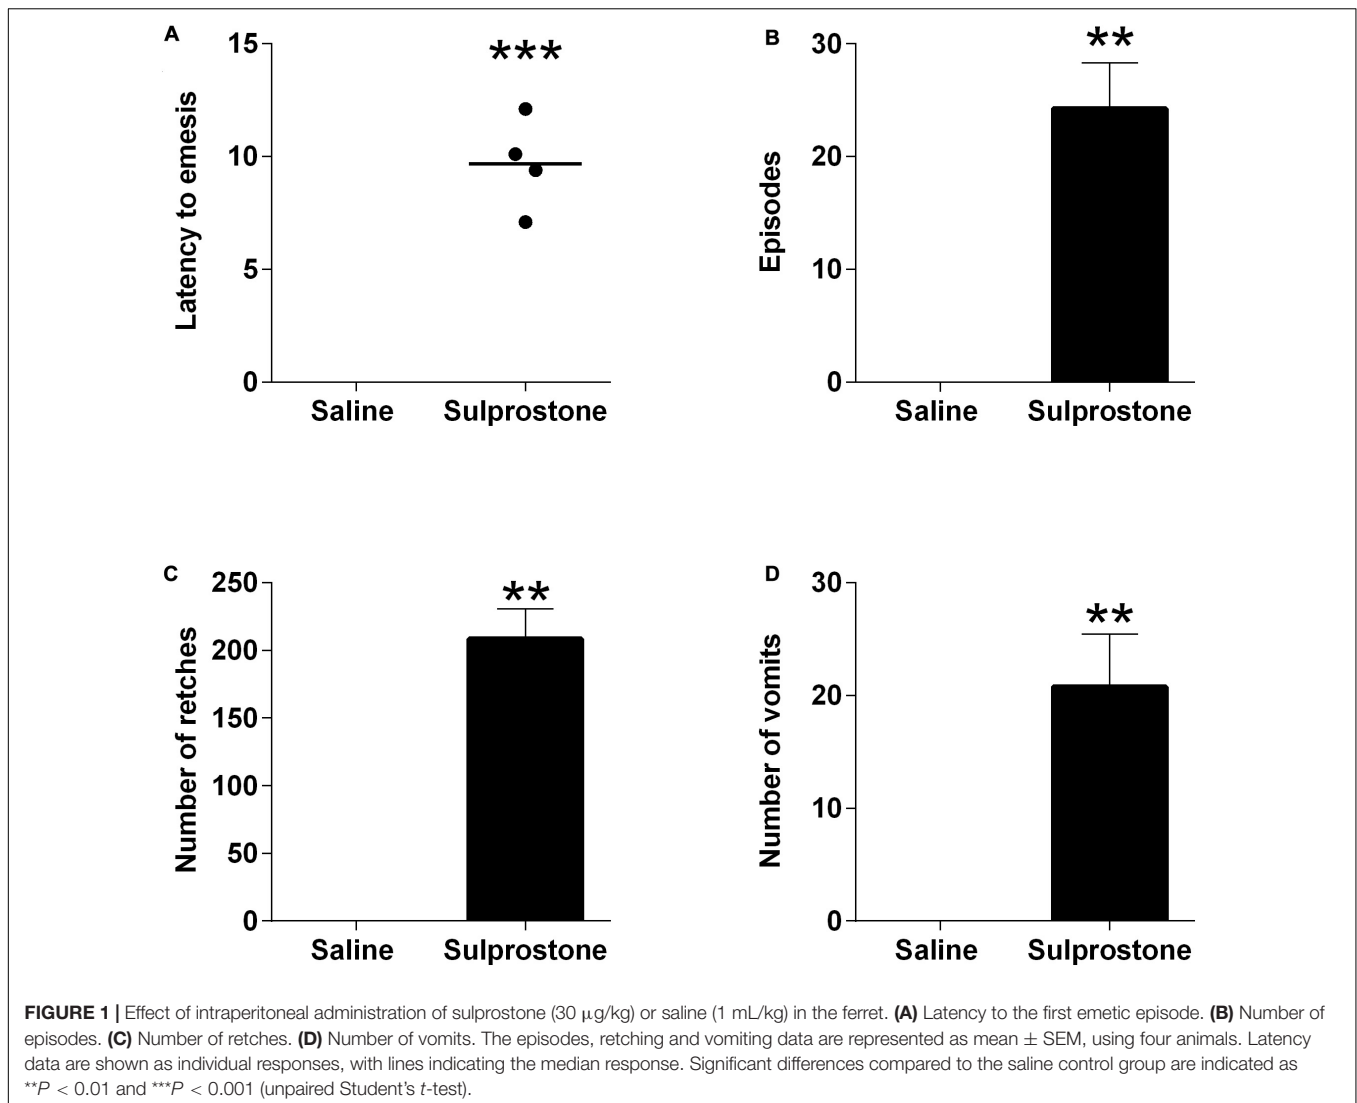 A
15
10
5
0
Latency to emesis
***
Saline
Sulprostone
B
30
20
10
0
Episodes
**
Saline
Sulprostone
C
250
200
150
100
50
0
Number of retches
**
Saline
Sulprostone
D
30
20
10
0
Number of vomits
**
Saline
Sulprostone
FIGURE 1 | Effect of intraperitoneal administration of sulprostone (30 μg/kg) or saline (1 mL/kg) in the ferret. (A) Latency to the first emetic episode. (B) Number of
episodes. (C) Number of retches. (D) Number of vomits. The episodes, retching and vomiting data are represented as mean ± SEM, using four animals. Latency
data are shown as individual responses, with lines indicating the median response. Significant differences compared to the saline control group are indicated as
**P < 0.01 and ***P < 0.001 (unpaired Student's t-test).